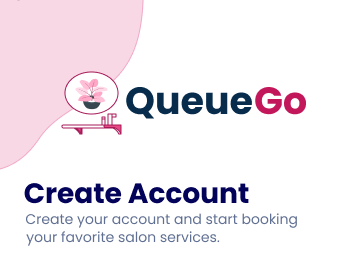 QueueGo
Create Account
Create your account and start booking
your favorite salon services.